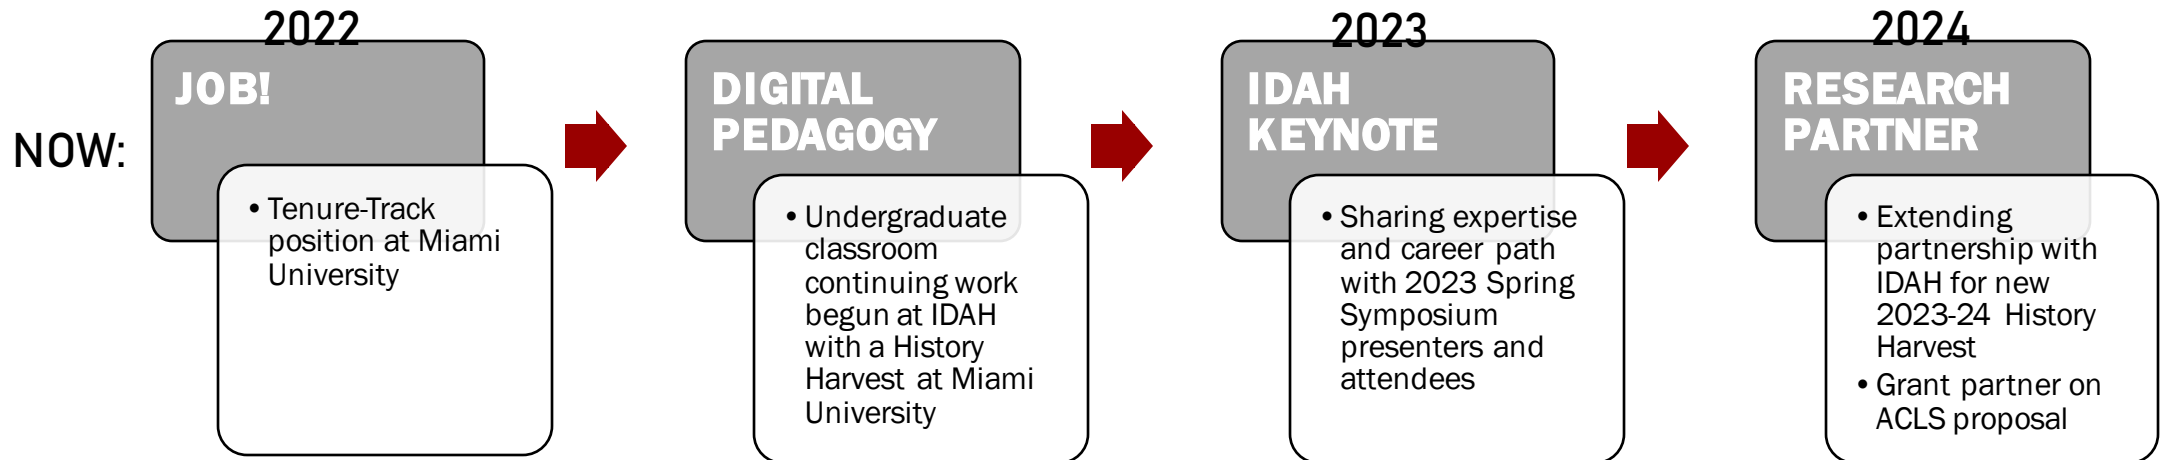 NOW:
2022
JOB!
• Tenure-Track
position at Miami
University
DIGITAL
PEDAGOGY
• Undergraduate
classroom
continuing work
begun at IDAH
with a History
Harvest at Miami
University
2023
IDAH
KEYNOTE
• Sharing expertise
and career path
with 2023 Spring
Symposium
presenters and
attendees
2024
RESEARCH
PARTNER
• Extending
partnership with
IDAH for new
2023-24 History
Harvest
• Grant partner on
ACLS proposal